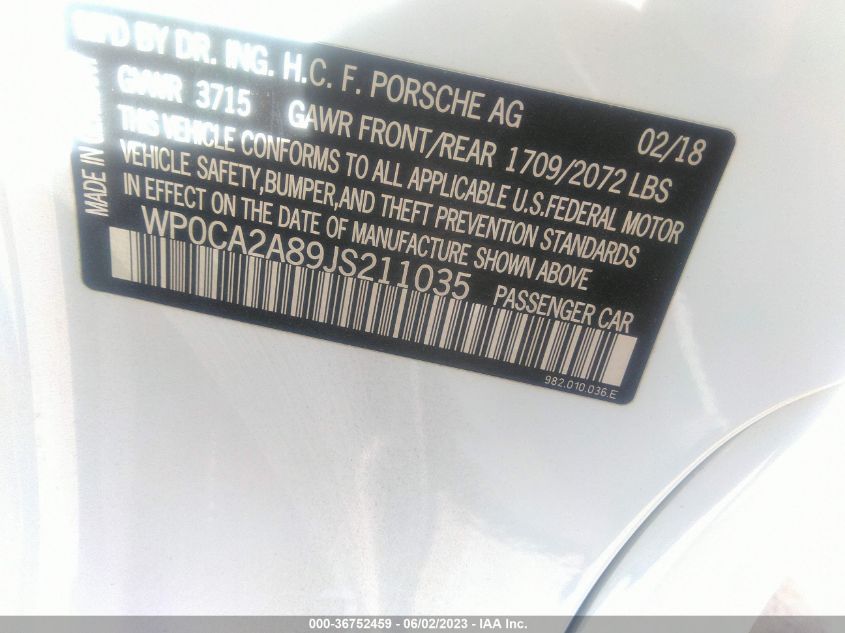 MFD BY DR. ING. H.C. F. PORSCHE AG 02/18
GVWR 3715 GAWR FRONT/REAR 1709/2072 LBS
THIS VEHICLE CONFORMS TO ALL APPLICABLE U.S.FEDERAL MOTOR
VEHICLE SAFETY,BUMPER,AND THEFT PREVENTION STANDARDS
IN EFFECT ON THE DATE OF MANUFACTURE SHOWN ABOVE
WP0CA2A89JS211035 PASSENGER CAR
982.010.036.E
MADE IN
000-36752459 - 06/02/2023 - IAA Inc.